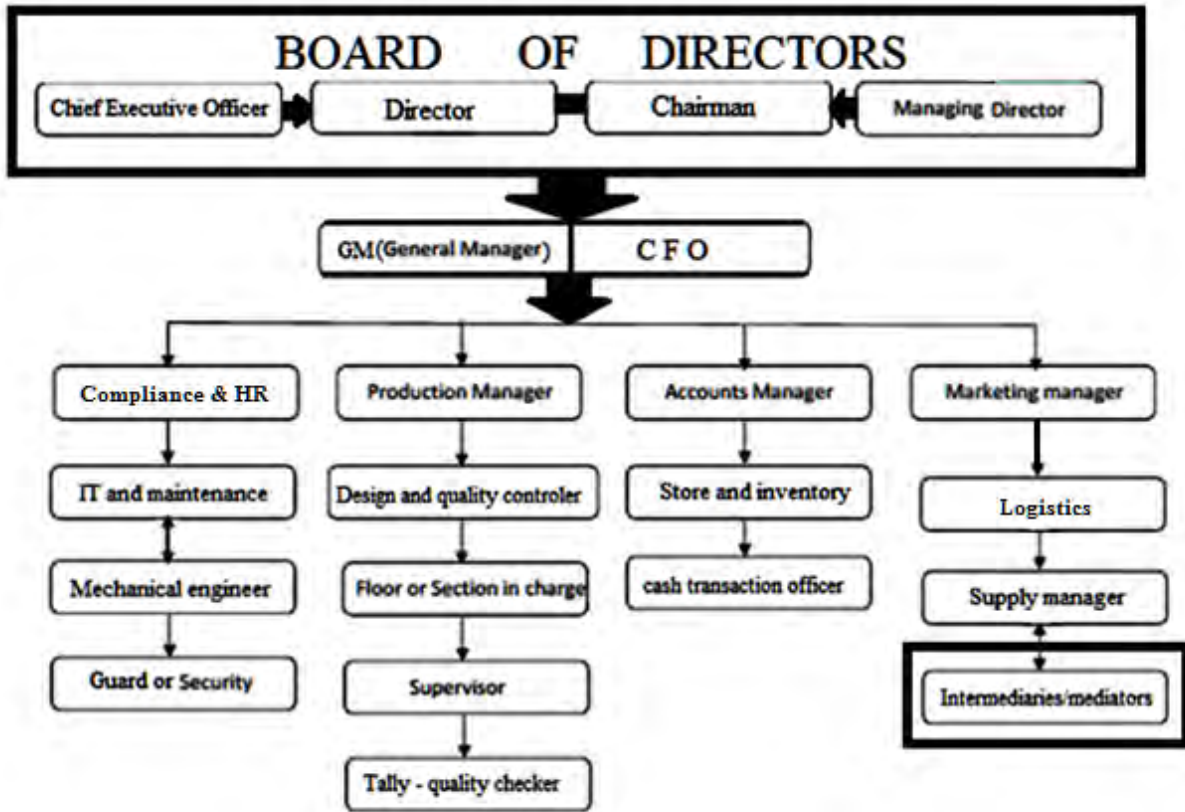 BOARD OF DIRECTORS
Chief Executive Officer
Director
Chairman
Managing Director
GM(General Manager)
C F O
Compliance & HR
Production Manager
Accounts Manager
Marketing manager
IT and maintenance
Design and quality controler
Store and inventory
Logistics
Mechanical engineer
Floor or Section in charge
cash transaction officer
Supply manager
Guard or Security
Supervisor
Intermediaries/mediators
Tally - quality checker